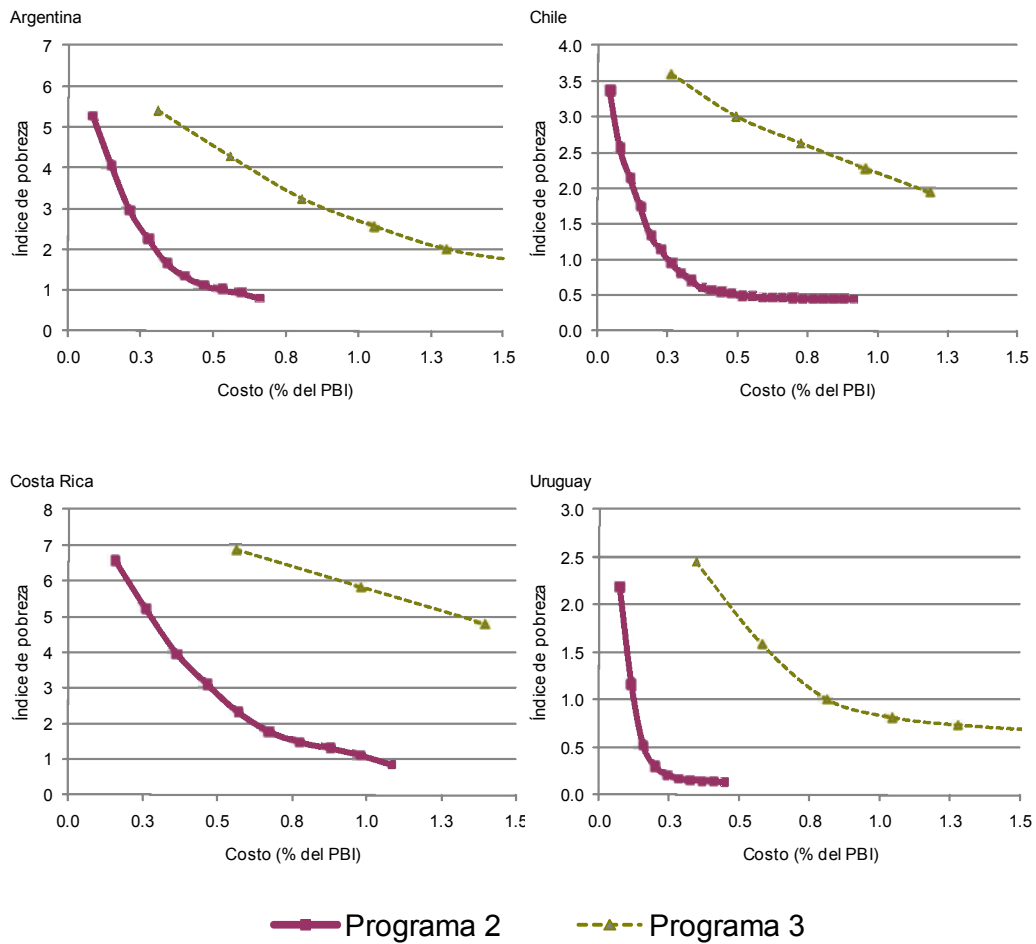 Argentina
7
6
5
4
3
2
1
0
Índice de pobreza
0.0 0.3 0.5 0.8 1.0 1.3 1.5
Costo (% del PBI)
Chile
4.0
3.5
3.0
2.5
2.0
1.5
1.0
0.5
0.0
Índice de pobreza
0.0 0.3 0.5 0.8 1.0 1.3 1.5
Costo (% del PBI)
Costa Rica
8
7
6
5
4
3
2
1
0
Índice de pobreza
0.0 0.3 0.5 0.8 1.0 1.3 1.5
Costo (% del PBI)
Uruguay
3.0
2.5
2.0
1.5
1.0
0.5
0.0
Índice de pobreza
0.0 0.3 0.5 0.8 1.0 1.3 1.5
Costo (% del PBI)
Programa 2 Programa 3